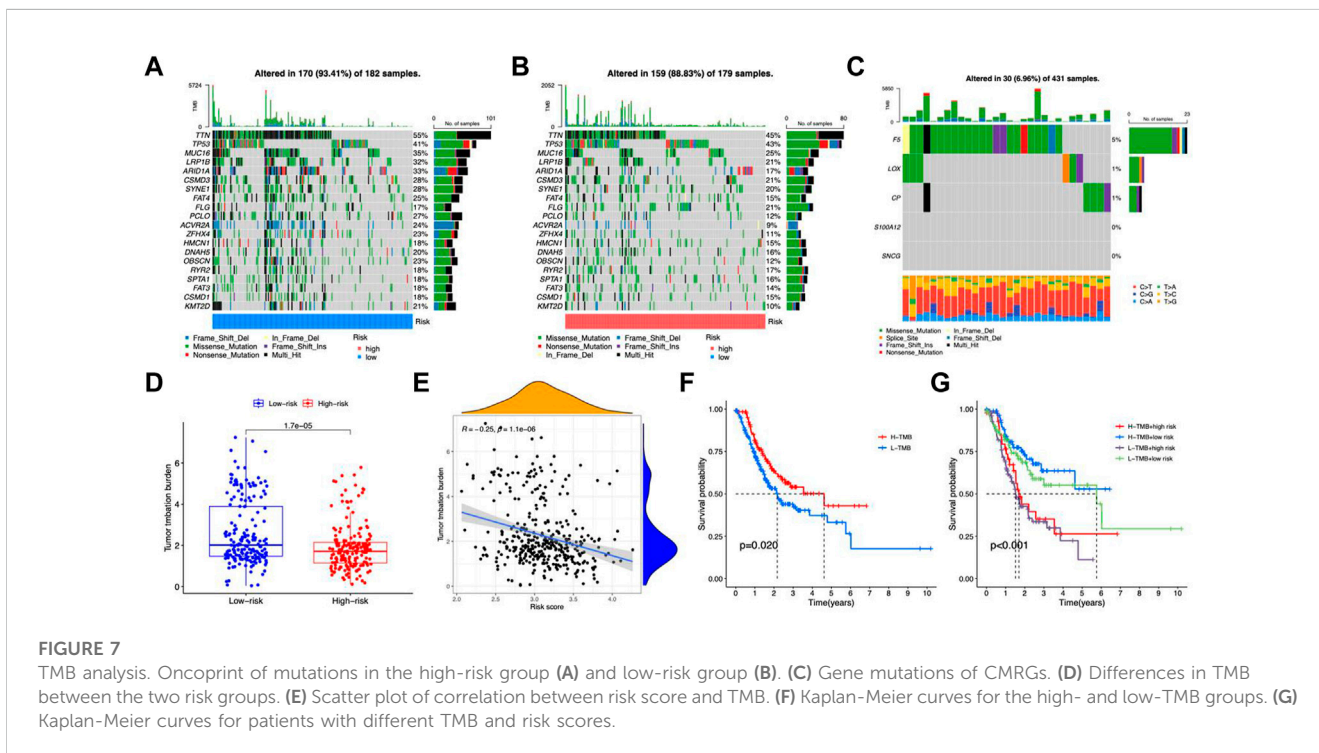 A
Altered in 170 (93.41%) of 182 samples.
5724
TMB
0
No. of samples
0 101
TTN 55%
TP53 41%
MUC16 35%
LRP1B 32%
ARID1A 33%
CSMD3 28%
SYNE1 28%
FAT4 25%
FLG 17%
PCLO 27%
ACVR2A 24%
ZFHX4 23%
HMCN1 18%
DNAH5 20%
OBSCN 23%
RYR2 18%
SPTA1 18%
FAT3 18%
CSMD1 18%
KMT2D 21%
Risk
Frame_Shift_Del In_Frame_Del Risk
Missense_Mutation Frame_Shift_Ins high
Nonsense_Mutation Multi_Hit low
B
Altered in 159 (88.83%) of 179 samples.
2052
TMB
0
No. of samples
0 80
TTN 45%
TP53 43%
MUC16 25%
LRP1B 21%
ARID1A 17%
CSMD3 21%
SYNE1 20%
FAT4 15%
FLG 21%
PCLO 12%
ACVR2A 9%
ZFHX4 11%
HMCN1 15%
DNAH5 16%
OBSCN 12%
RYR2 17%
SPTA1 16%
FAT3 14%
CSMD1 15%
KMT2D 10%
Risk
Missense_Mutation Frame_Shift_Del Risk
Nonsense_Mutation Frame_Shift_Ins high
In_Frame_Del Multi_Hit low
C
Altered in 30 (6.96%) of 431 samples.
TMB
0
No. of samples
0 23
F5 5%
LOX 1%
CP 1%
S100A12 0%
SNCG 0%
C>T T>A
C>G T>C
C>A T>G
Missense_Mutation In_Frame_Del
Splice_Site Frame_Shift_Del
Frame_Shift_Ins Multi_Hit
Nonsense_Mutation
D
Low-risk High-risk
1.7e-05
Tumor tmbation burden
6
4
2
0
Low-risk High-risk
E
R = -0.25, p = 1.1e-06
Tumor tmbation burden
8
6
4
2
0
2.0 2.5 3.0 3.5 4.0
Risk score
F
H-TMB
L-TMB
Survival probability
1.00
0.75
0.50
0.25
0.00
p=0.020
0 1 2 3 4 5 6 7 8 9 10
Time(years)
G
H-TMB+high risk
H-TMB+low risk
L-TMB+high risk
L-TMB+low risk
Survival probability
1.00
0.75
0.50
0.25
0.00
p<0.001
0 1 2 3 4 5 6 7 8 9 10
Time(years)
FIGURE 7
TMB analysis. Oncoprint of mutations in the high-risk group (A) and low-risk group (B). (C) Gene mutations of CMRGs. (D) Differences in TMB
between the two risk groups. (E) Scatter plot of correlation between risk score and TMB. (F) Kaplan-Meier curves for the high- and low-TMB groups. (G)
Kaplan-Meier curves for patients with different TMB and risk scores.